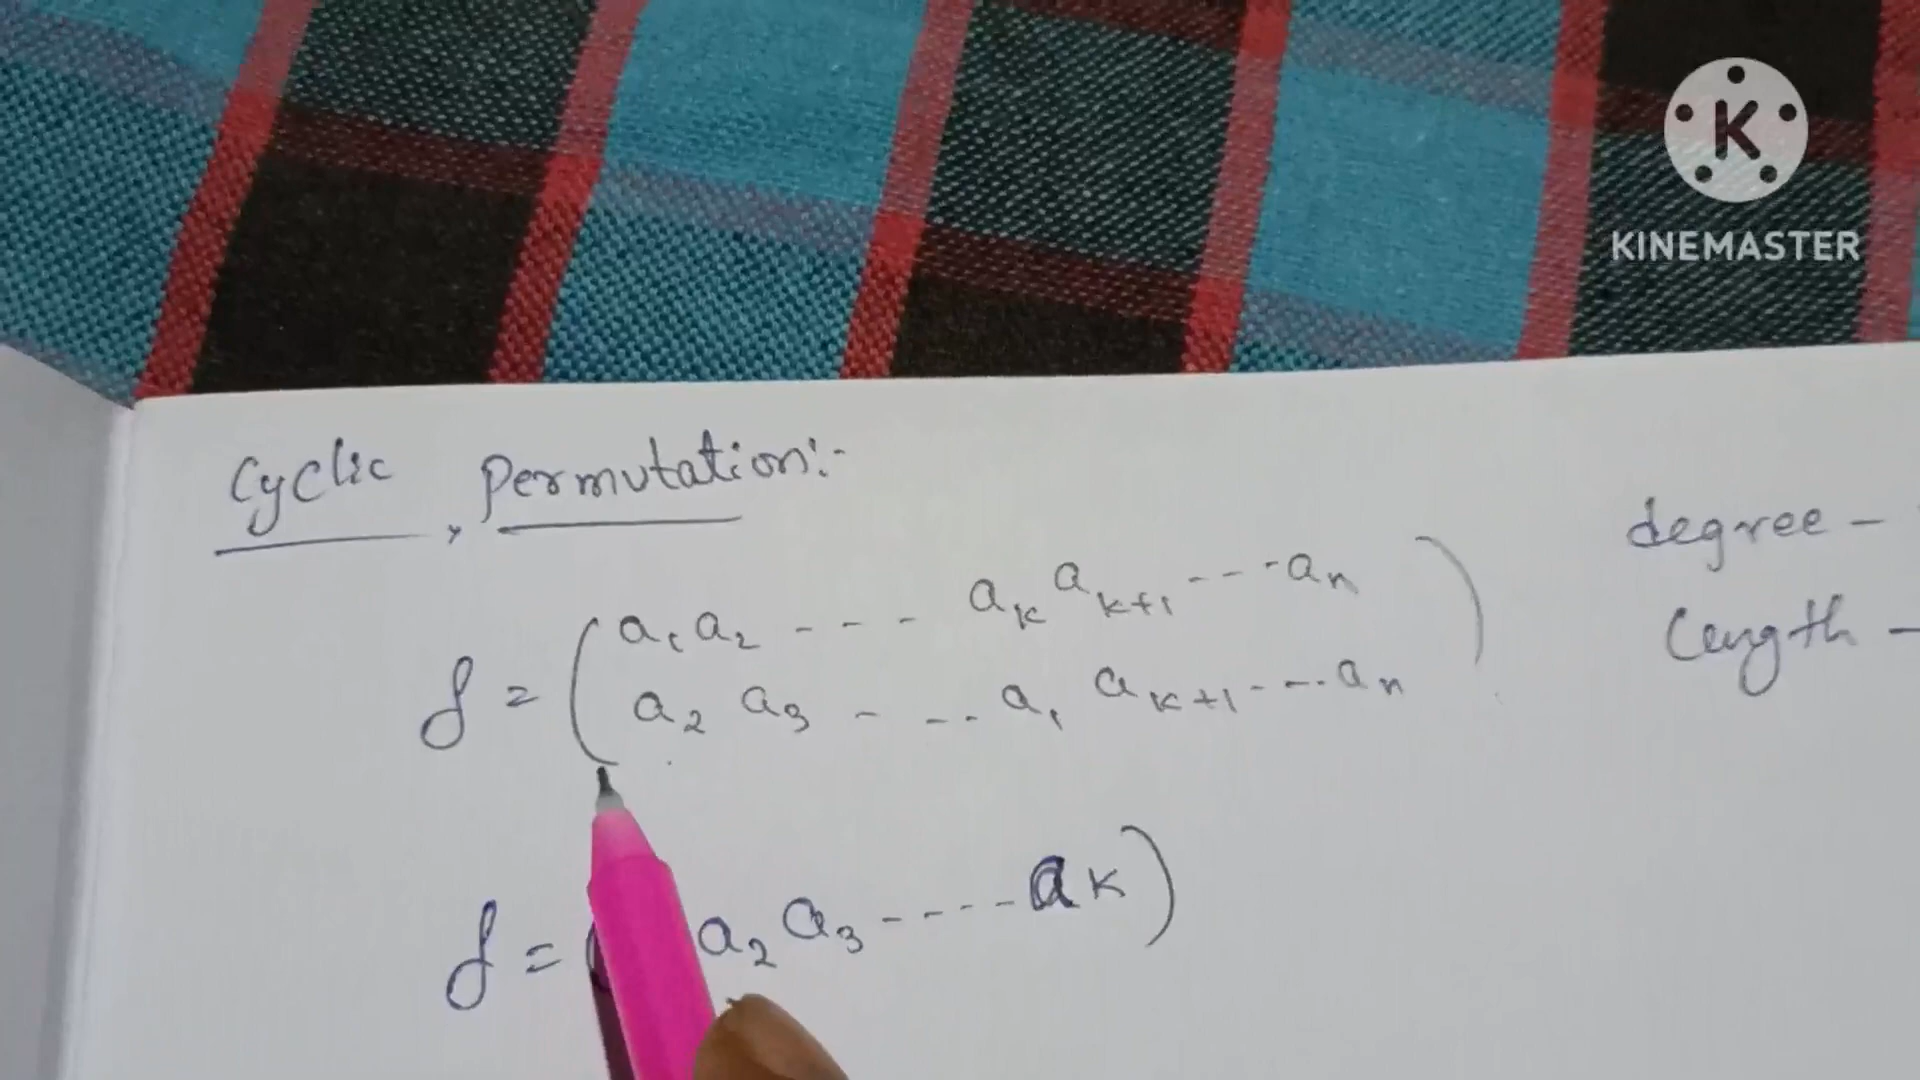 K
KINEMASTER
Cyclic Permutation:-
degree -
f = ( a₁ a₂ - - - aₖ aₖ₊₁ - - - aₙ )
length -
( a₂ a₃ - - - - a₁ aₖ₊₁ - - - aₙ )
f = ( a₂ a₃ - - - - aₖ )